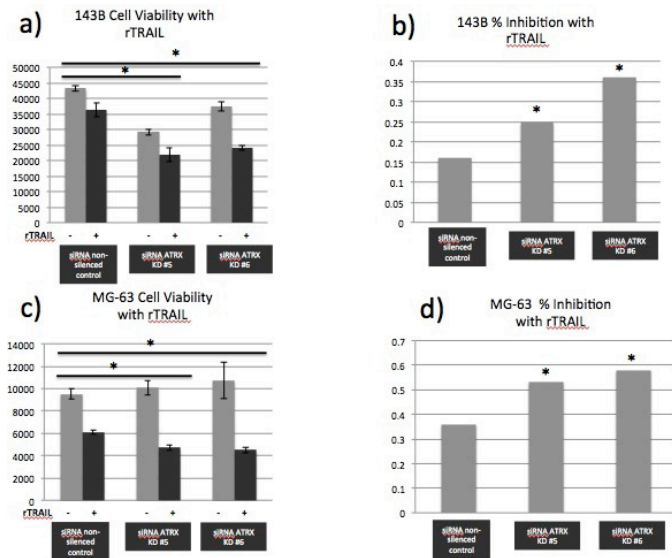 a)
143B Cell Viability with
rTRAIL
*
*
50000
45000
40000
35000
30000
25000
20000
15000
10000
5000
0
rTRAIL - + - + - +
siRNA non-
silenced
control
siRNA ATRX
KD #5
siRNA ATRX
KD #6
b)
143B % Inhibition with
rTRAIL
0.4
0.35
0.3
0.25
0.2
0.15
0.1
0.05
0
*
*
siRNA non-
silenced
control
siRNA ATRX
KD #5
siRNA ATRX
KD #6
c)
MG-63 Cell Viability
with rTRAIL
*
*
14000
12000
10000
8000
6000
4000
2000
0
rTRAIL - + - + - +
siRNA non-
silenced
control
siRNA ATRX
KD #5
siRNA ATRX
KD #6
d)
MG-63 % Inhibition
with rTRAIL
0.7
0.6
0.5
0.4
0.3
0.2
0.1
0
*
*
siRNA non-
silenced
control
siRNA ATRX
KD #5
siRNA ATRX
KD #6